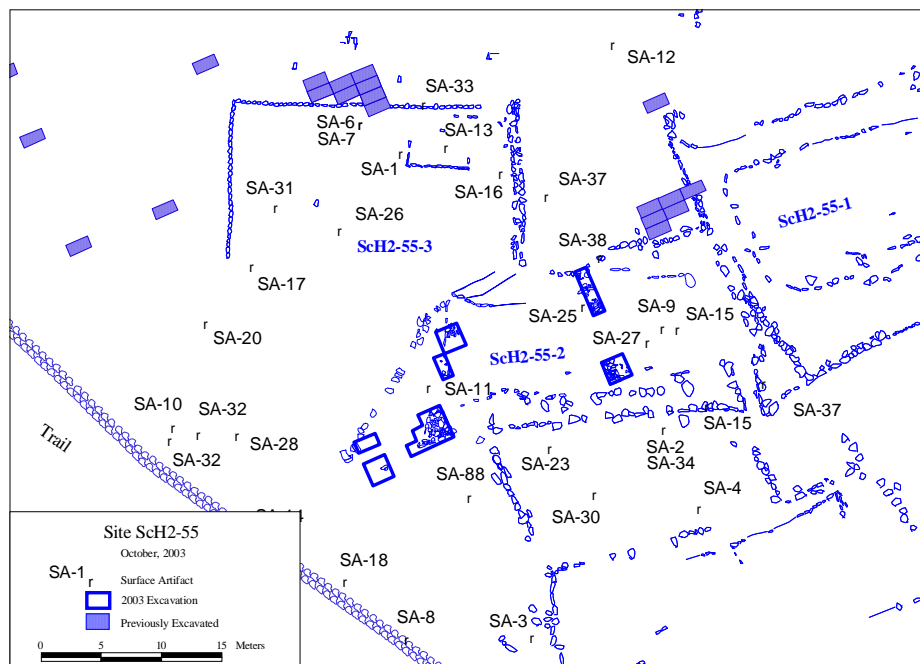 SA-12
SA-33
SA-6
SA-13
SA-7
SA-1
SA-16
SA-31
SA-37
SA-26
ScH2-55-1
SA-38
ScH2-55-3
SA-17
SA-9
SA-25
SA-15
SA-20
SA-27
ScH2-55-2
SA-11
SA-10
SA-32
SA-37
SA-15
Trail
SA-28
SA-2
SA-32
SA-23
SA-34
SA-88
SA-4
SA-30
Site ScH2-55
October, 2003
SA-18
SA-1
r
Surface Artifact
2003 Excavation
SA-8
SA-3
Previously Excavated
0 5 10 15 Meters